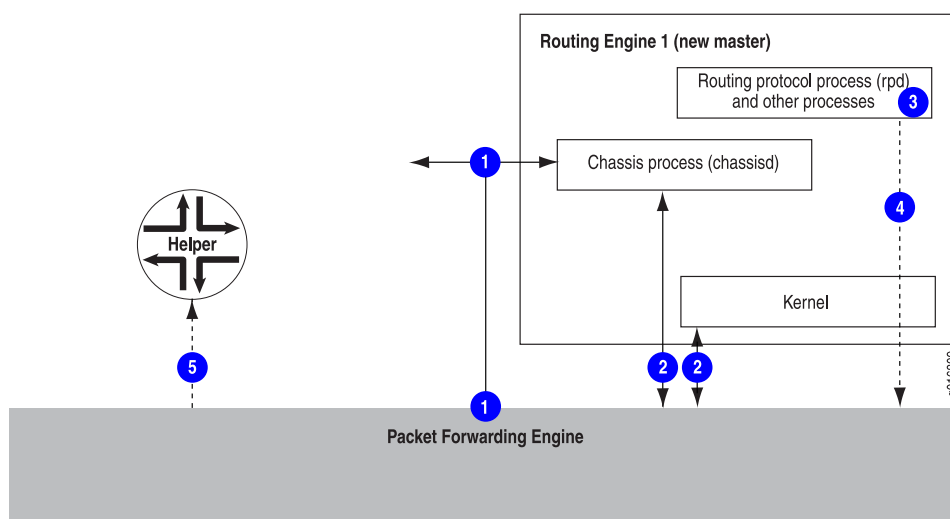 Routing Engine 1 (new master)
Routing protocol process (rpd)
and other processes
3
1
Chassis process (chassisd)
4
Helper
Kernel
5
2
2
1
Packet Forwarding Engine